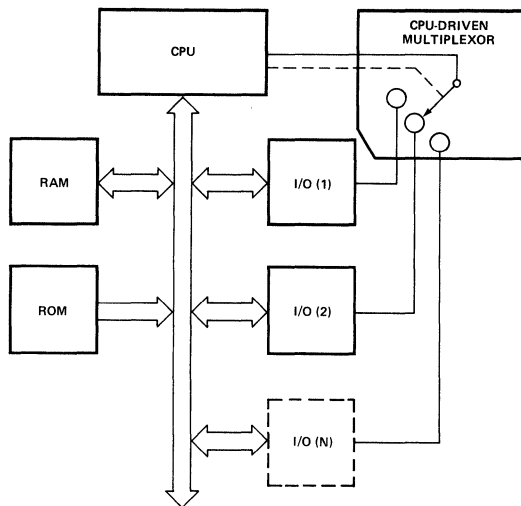 CPU
CPU-DRIVEN
MULTIPLEXOR
RAM
I/O (1)
ROM
I/O (2)
I/O (N)